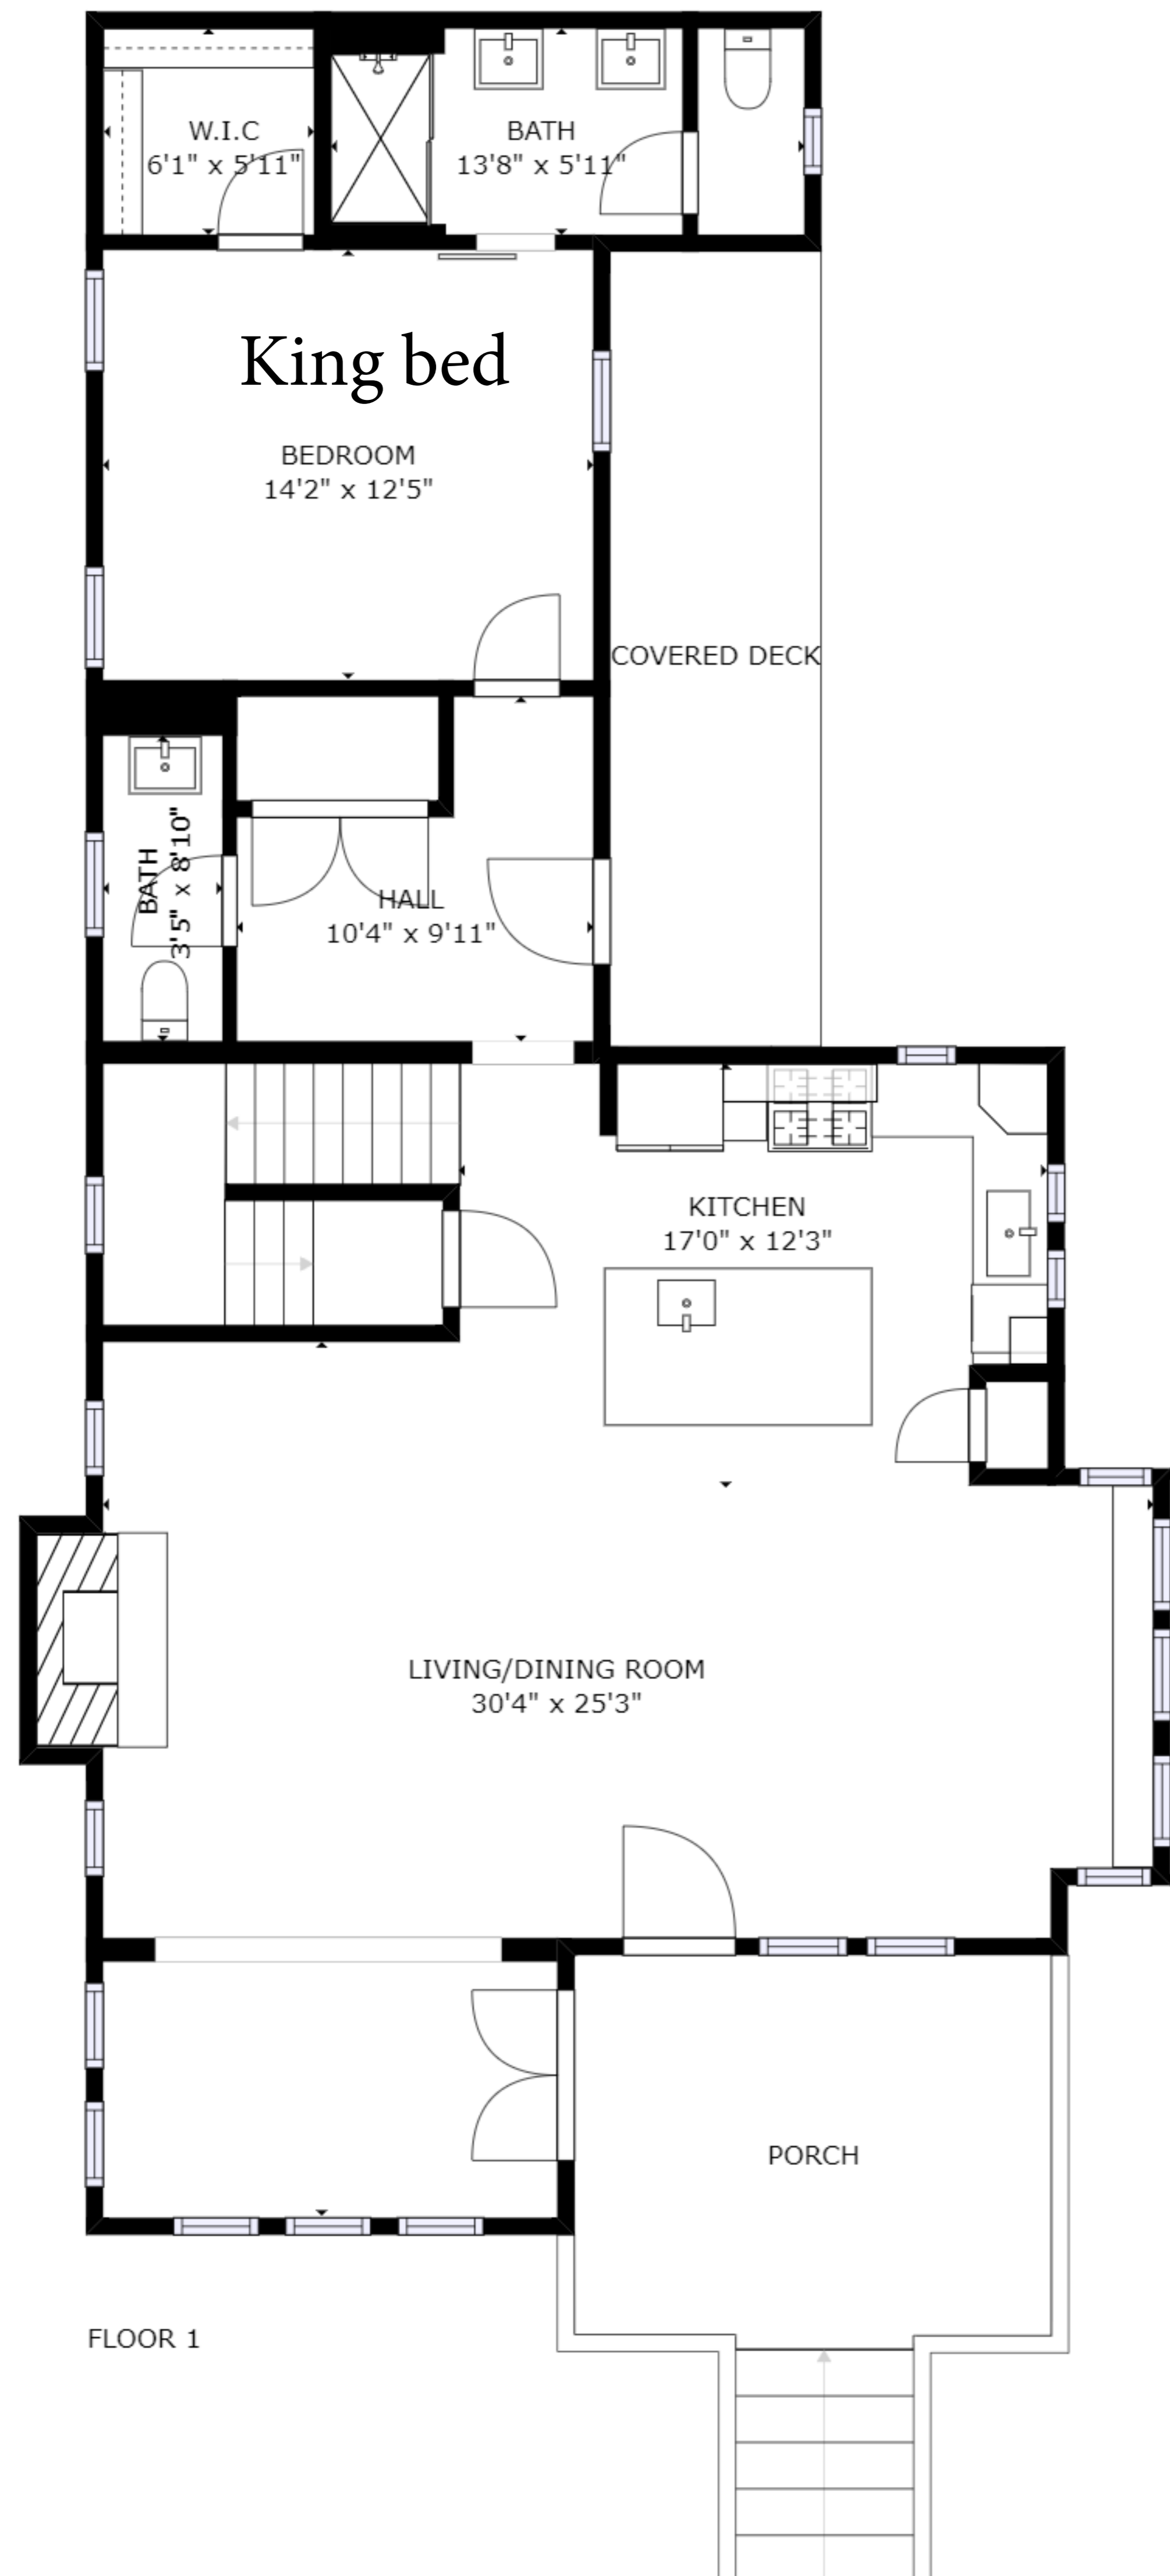 W.I.C
6'1" x 5'11"
BATH
13'8" x 5'11"
King bed
BEDROOM
14'2" x 12'5"
COVERED DECK
BATH
3'5" x 8'10"
HALL
10'4" x 9'11"
KITCHEN
17'0" x 12'3"
LIVING/DINING ROOM
30'4" x 25'3"
PORCH
FLOOR 1